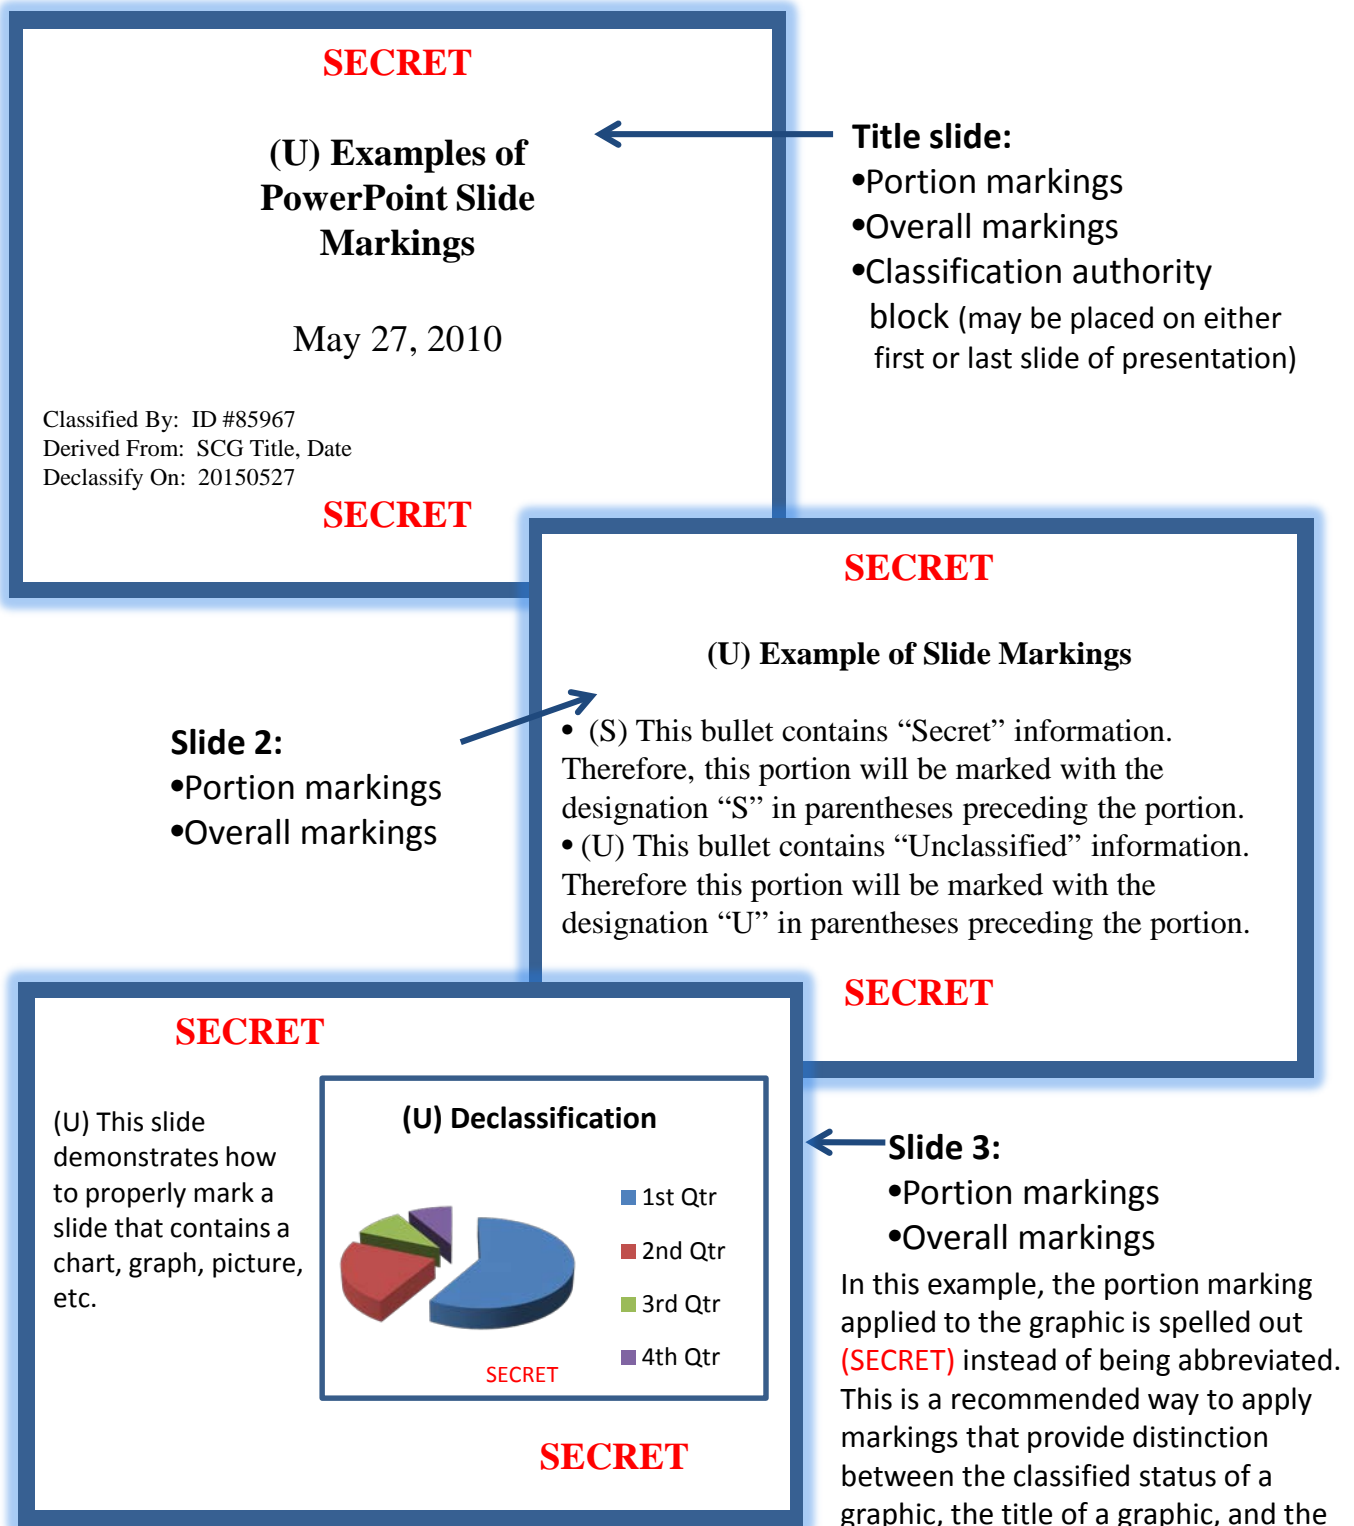 SECRET
(U) Examples of
PowerPoint Slide
Markings
May 27, 2010
Classified By:  ID #85967
Derived From:  SCG Title, Date
Declassify On:  20150527
SECRET
Title slide:
•Portion markings
•Overall markings
•Classification authority
block (may be placed on either
first or last slide of presentation)
SECRET
(U) Example of Slide Markings
• (S) This bullet contains “Secret” information.
Therefore, this portion will be marked with the
designation “S” in parentheses preceding the portion.
• (U) This bullet contains “Unclassified” information.
Therefore this portion will be marked with the
designation “U” in parentheses preceding the portion.
SECRET
Slide 2:
•Portion markings
•Overall markings
SECRET
(U) This slide
demonstrates how
to properly mark a
slide that contains a
chart, graph, picture,
etc.
(U) Declassification
1st Qtr
2nd Qtr
3rd Qtr
4th Qtr
SECRET
SECRET
Slide 3:
•Portion markings
•Overall markings
In this example, the portion marking
applied to the graphic is spelled out
(SECRET) instead of being abbreviated.
This is a recommended way to apply
markings that provide distinction
between the classified status of a
graphic, the title of a graphic, and the